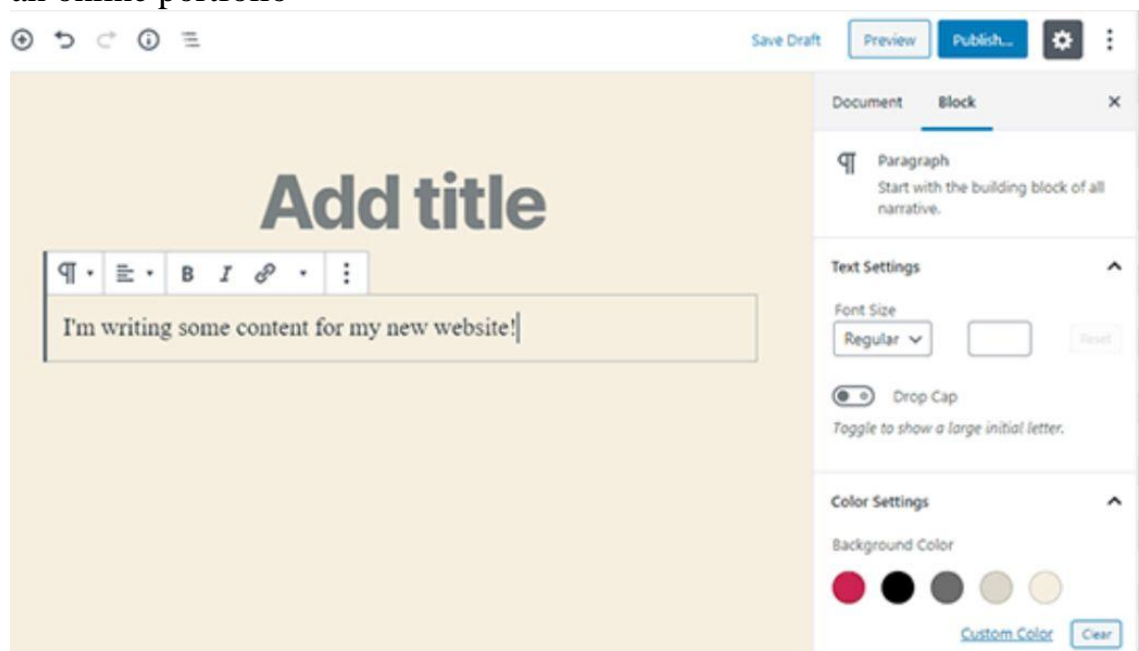 an online portfolio
Save Draft Preview Publish... 
Document Block
Paragraph
Start with the building block of all
narrative.
Add title
B I
I'm writing some content for my new website!
Text Settings
Font Size
Regular Reset
Drop Cap
Toggle to show a large initial letter.
Color Settings
Background Color
Custom Color Clear